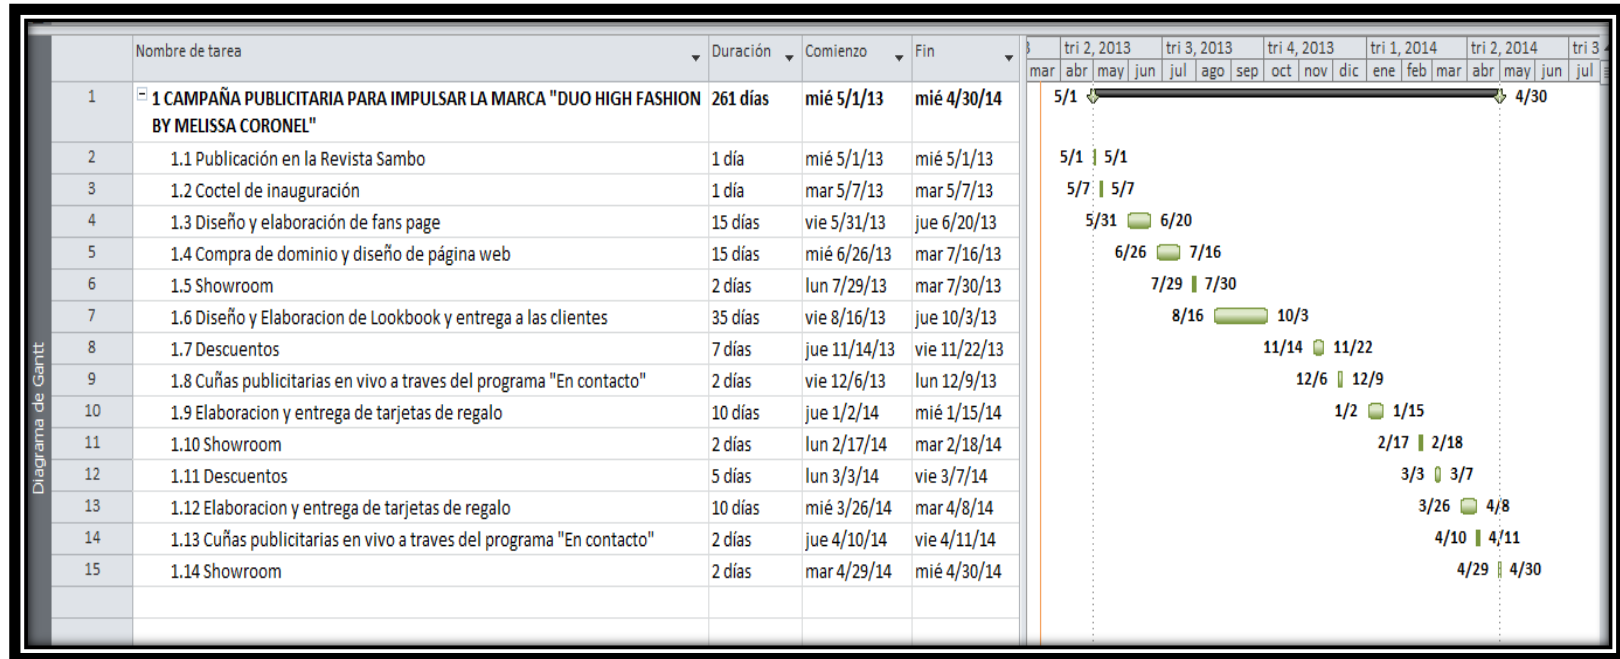 Nombre de tarea Duración Comienzo Fin
3 tri 2, 2013 tri 3, 2013 tri 4, 2013 tri 1, 2014 tri 2, 2014 tri 3
mar abr may jun jul ago sep oct nov dic ene feb mar abr may jun jul
1 1 CAMPAÑA PUBLICITARIA PARA IMPULSAR LA MARCA "DUO HIGH FASHION 261 días mié 5/1/13 mié 4/30/14 5/1 4/30
BY MELISSA CORONEL"
2 1.1 Publicación en la Revista Sambo 1 día mié 5/1/13 mié 5/1/13 5/1 5/1
3 1.2 Coctel de inauguración 1 día mar 5/7/13 mar 5/7/13 5/7 5/7
4 1.3 Diseño y elaboración de fans page 15 días vie 5/31/13 jue 6/20/13 5/31 6/20
5 1.4 Compra de dominio y diseño de página web 15 días mié 6/26/13 mar 7/16/13 6/26 7/16
6 1.5 Showroom 2 días lun 7/29/13 mar 7/30/13 7/29 7/30
7 1.6 Diseño y Elaboracion de Lookbook y entrega a las clientes 35 días vie 8/16/13 jue 10/3/13 8/16 10/3
8 1.7 Descuentos 7 días jue 11/14/13 vie 11/22/13 11/14 11/22
9 1.8 Cuñas publicitarias en vivo a traves del programa "En contacto" 2 días vie 12/6/13 lun 12/9/13 12/6 12/9
10 1.9 Elaboracion y entrega de tarjetas de regalo 10 días jue 1/2/14 mié 1/15/14 1/2 1/15
11 1.10 Showroom 2 días lun 2/17/14 mar 2/18/14 2/17 2/18
12 1.11 Descuentos 5 días lun 3/3/14 vie 3/7/14 3/3 3/7
13 1.12 Elaboracion y entrega de tarjetas de regalo 10 días mié 3/26/14 mar 4/8/14 3/26 4/8
14 1.13 Cuñas publicitarias en vivo a traves del programa "En contacto" 2 días jue 4/10/14 vie 4/11/14 4/10 4/11
15 1.14 Showroom 2 días mar 4/29/14 mié 4/30/14 4/29 4/30
Diagrama de Gantt